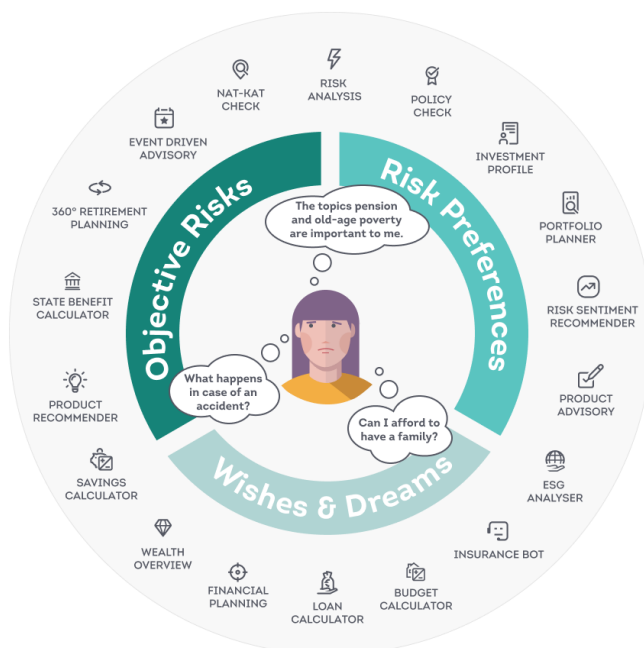 RISK
ANALYSIS
POLICY
CHECK
INVESTMENT
PROFILE
PORTFOLIO
PLANNER
RISK SENTIMENT
RECOMMENDER
PRODUCT
ADVISORY
ESG
ANALYSER
INSURANCE BOT
BUDGET
CALCULATOR
LOAN
CALCULATOR
FINANCIAL
PLANNING
WEALTH
OVERVIEW
SAVINGS
CALCULATOR
PRODUCT
RECOMMENDER
STATE BENEFIT
CALCULATOR
360° RETIREMENT
PLANNING
EVENT DRIVEN
ADVISORY
NAT-KAT
CHECK
Objective Risks
Risk Preferences
Wishes & Dreams
The topics pension
and old-age poverty
are important to me.
What happens
in case of an
accident?
Can I afford to
have a family?